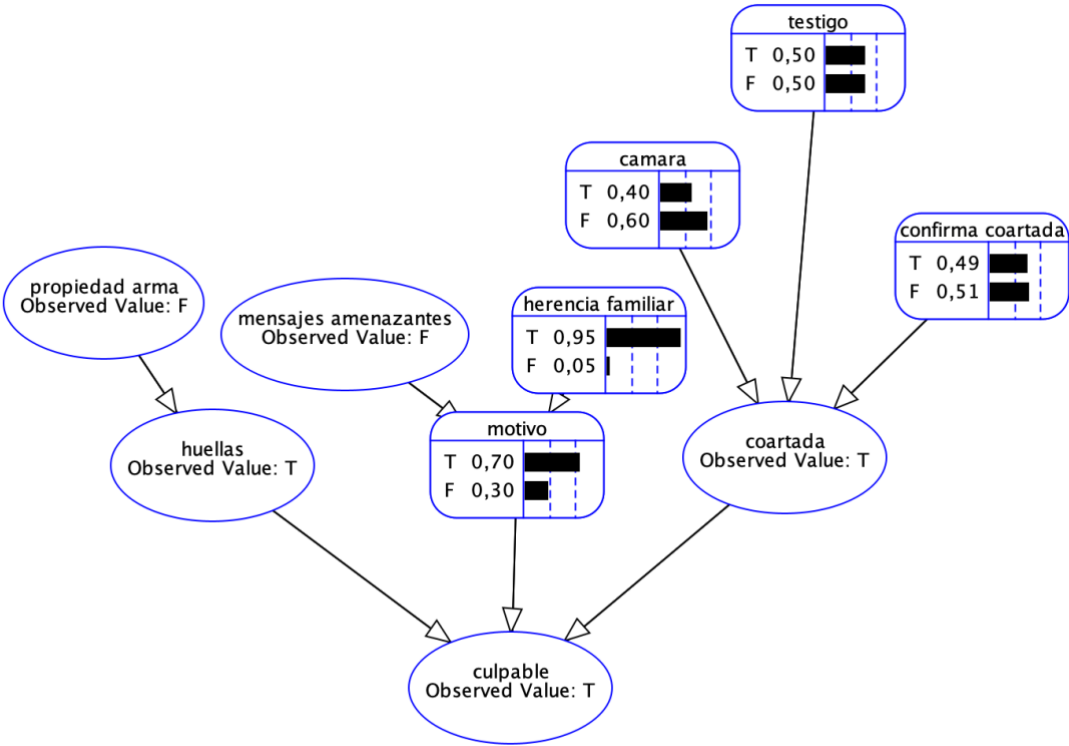 testigo
T 0,50
F 0,50
camara
T 0,40
F 0,60
confirma coartada
T 0,49
F 0,51
propiedad arma
Observed Value: F
mensajes amenazantes
Observed Value: F
herencia familiar
T 0,95
F 0,05
motivo
T 0,70
F 0,30
huellas
Observed Value: T
coartada
Observed Value: T
culpable
Observed Value: T